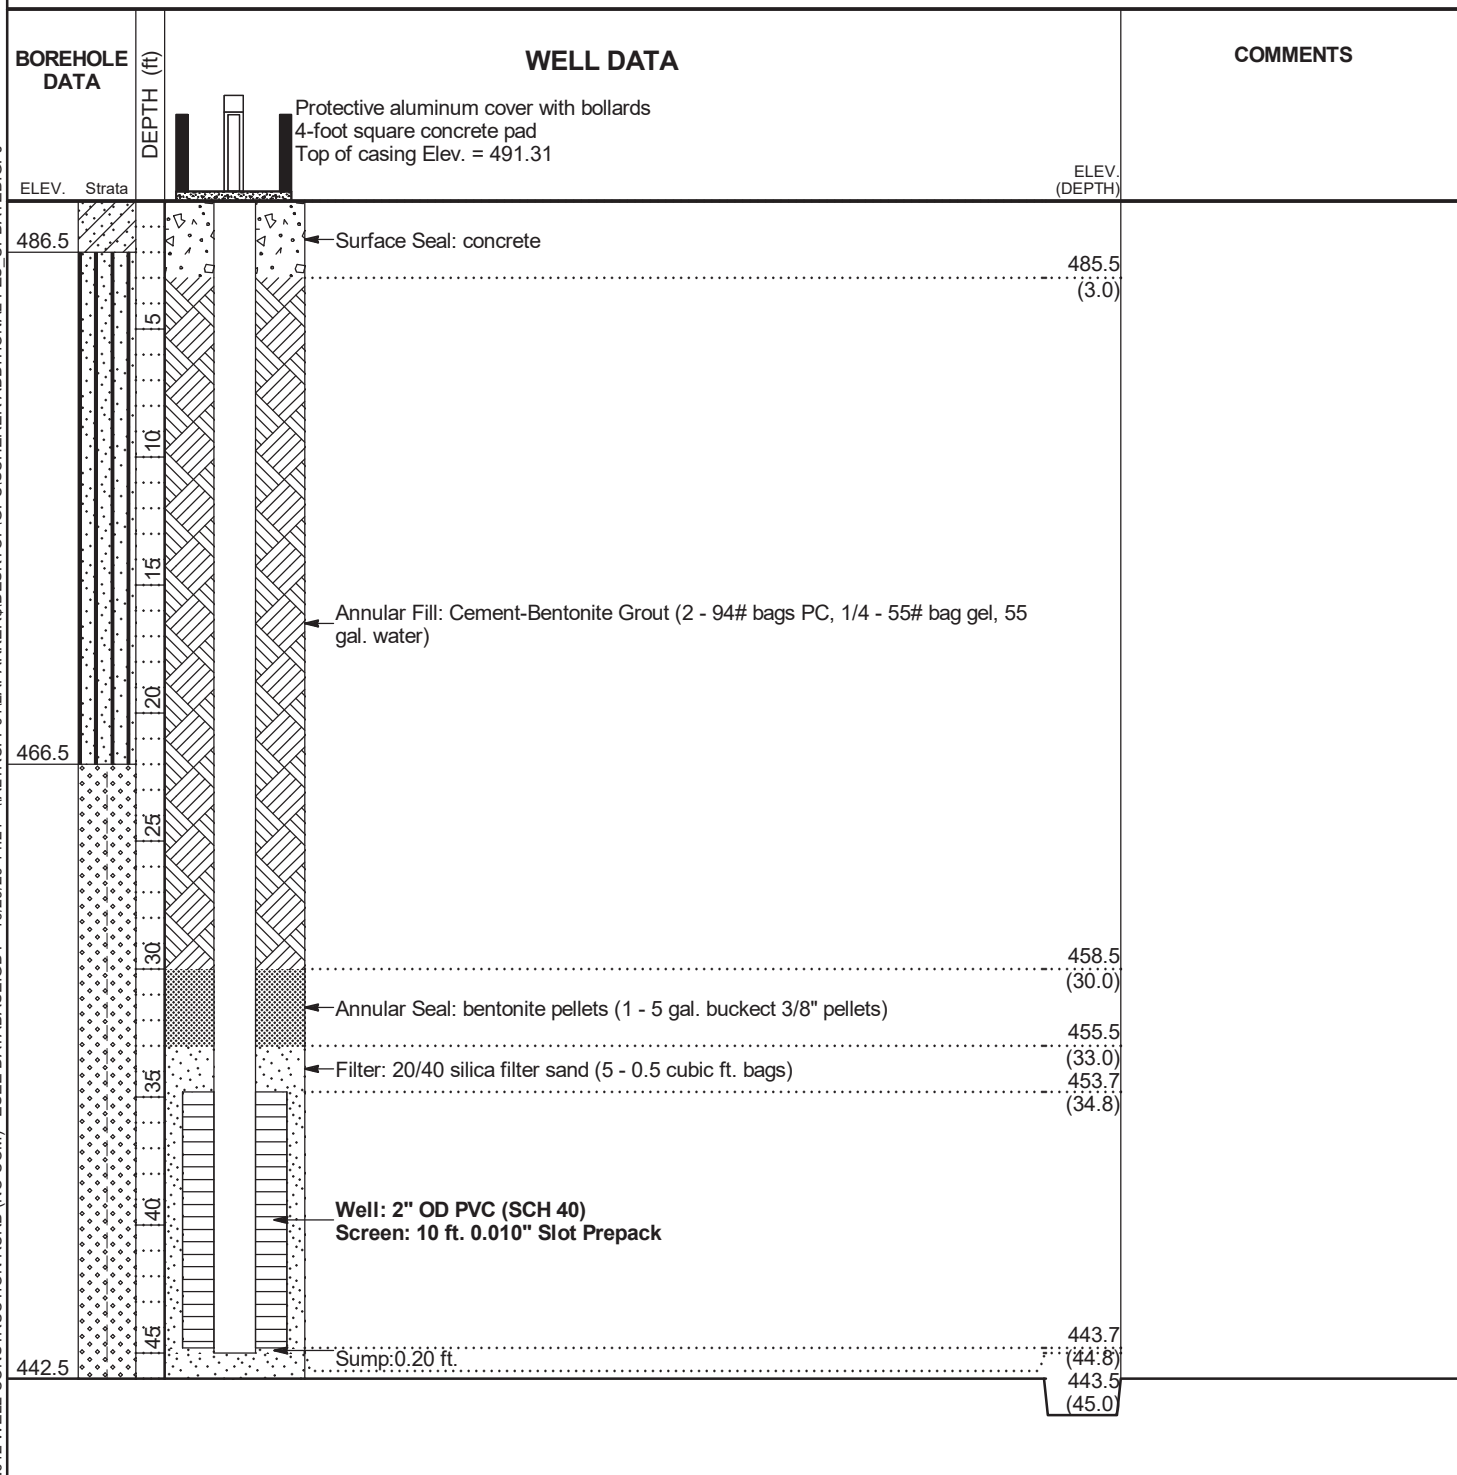 BOREHOLE
DATA
DEPTH (ft)
WELL DATA
COMMENTS
Protective aluminum cover with bollards
4-foot square concrete pad
Top of casing Elev. = 491.31
ELEV.
(DEPTH)
ELEV. Strata
486.5
Surface Seal: concrete
485.5
(3.0)
5
10
15
Annular Fill: Cement-Bentonite Grout (2 - 94# bags PC, 1/4 - 55# bag gel, 55
gal. water)
20
466.5
25
30
458.5
(30.0)
Annular Seal: bentonite pellets (1 - 5 gal. buckect 3/8" pellets)
455.5
(33.0)
Filter: 20/40 silica filter sand (5 - 0.5 cubic ft. bags)
453.7
(34.8)
35
40
Well: 2" OD PVC (SCH 40)
Screen: 10 ft. 0.010" Slot Prepack
45
443.7
(44.8)
Sump:0.20 ft.
442.5
443.5
(45.0)